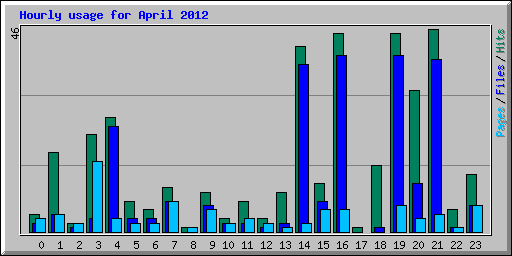 Hourly usage for April 2012
46
Pages / Files / Hits
0 1 2 3 4 5 6 7 8 9 10 11 12 13 14 15 16 17 18 19 20 21 22 23